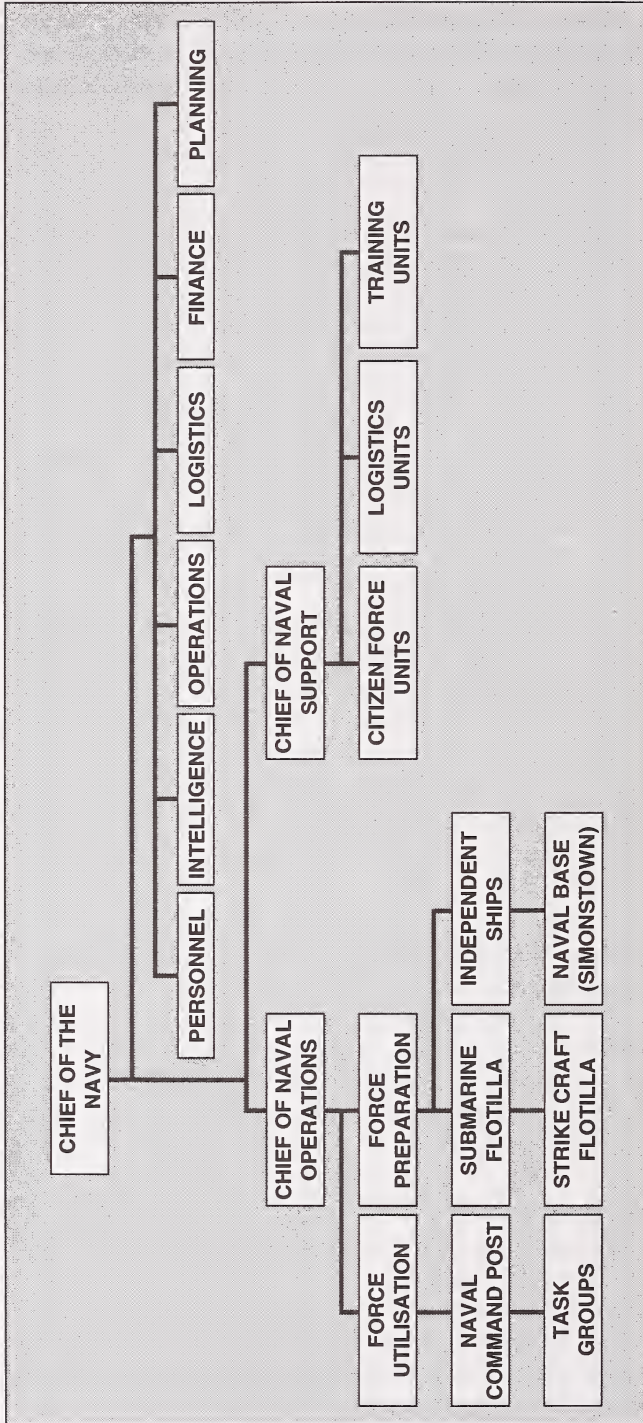 CHIEF OF THE
NAVY
PERSONNEL
INTELLIGENCE
OPERATIONS
LOGISTICS
FINANCE
PLANNING
CHIEF OF NAVAL
OPERATIONS
CHIEF OF NAVAL
SUPPORT
FORCE
UTILISATION
FORCE
PREPARATION
CITIZEN FORCE
UNITS
LOGISTICS
UNITS
TRAINING
UNITS
NAVAL
COMMAND POST
SUBMARINE
FLOTILLA
INDEPENDENT
SHIPS
TASK
GROUPS
STRIKE CRAFT
FLOTILLA
NAVAL BASE
(SIMONSTOWN)